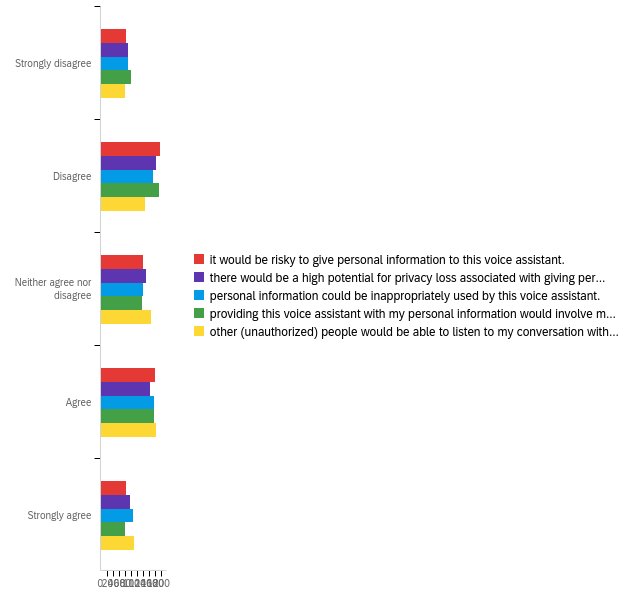 Strongly disagree
Disagree
Neither agree nor
disagree
Agree
Strongly agree
it would be risky to give personal information to this voice assistant.
there would be a high potential for privacy loss associated with giving per...
personal information could be inappropriately used by this voice assistant.
providing this voice assistant with my personal information would involve m...
other (unauthorized) people would be able to listen to my conversation with...